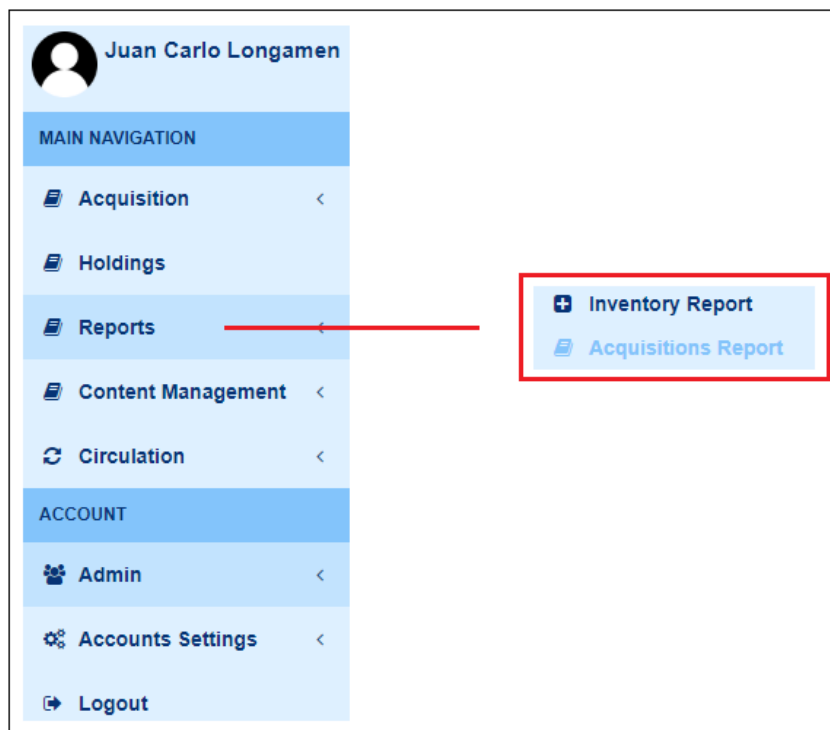 Juan Carlo Longamen
MAIN NAVIGATION
Acquisition
Holdings
Reports
Content Management
Circulation
ACCOUNT
Admin
Accounts Settings
Logout
Inventory Report
Acquisitions Report